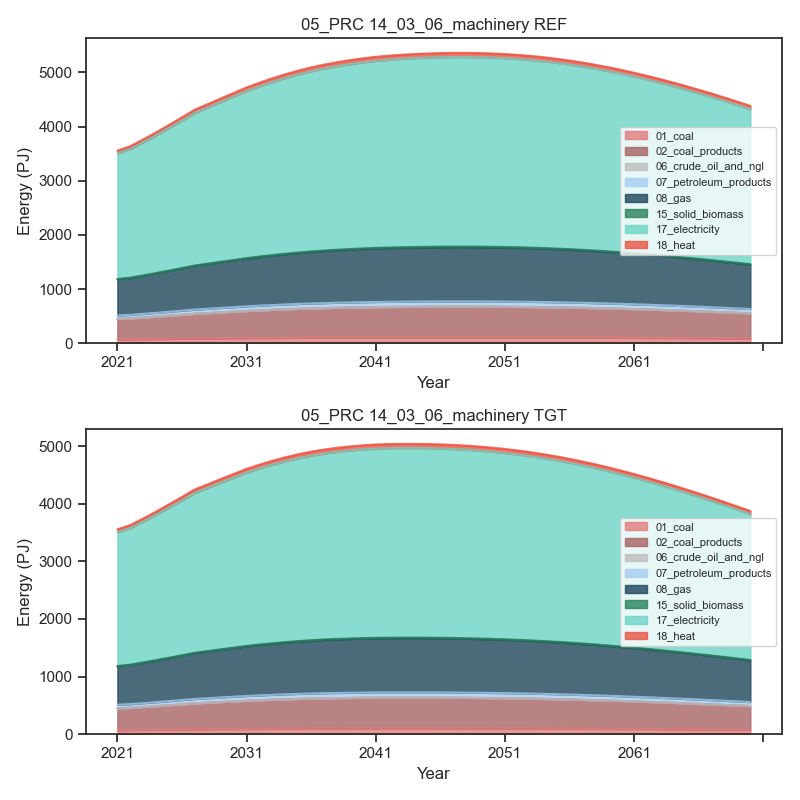 05_PRC 14_03_06_machinery REF
Energy (PJ)
5000
4000
3000
2000
1000
0
01_coal
02_coal_products
06_crude_oil_and_ngl
07_petroleum_products
08_gas
15_solid_biomass
17_electricity
18_heat
2021 2031 2041 2051 2061
Year
05_PRC 14_03_06_machinery TGT
Energy (PJ)
5000
4000
3000
2000
1000
0
01_coal
02_coal_products
06_crude_oil_and_ngl
07_petroleum_products
08_gas
15_solid_biomass
17_electricity
18_heat
2021 2031 2041 2051 2061
Year